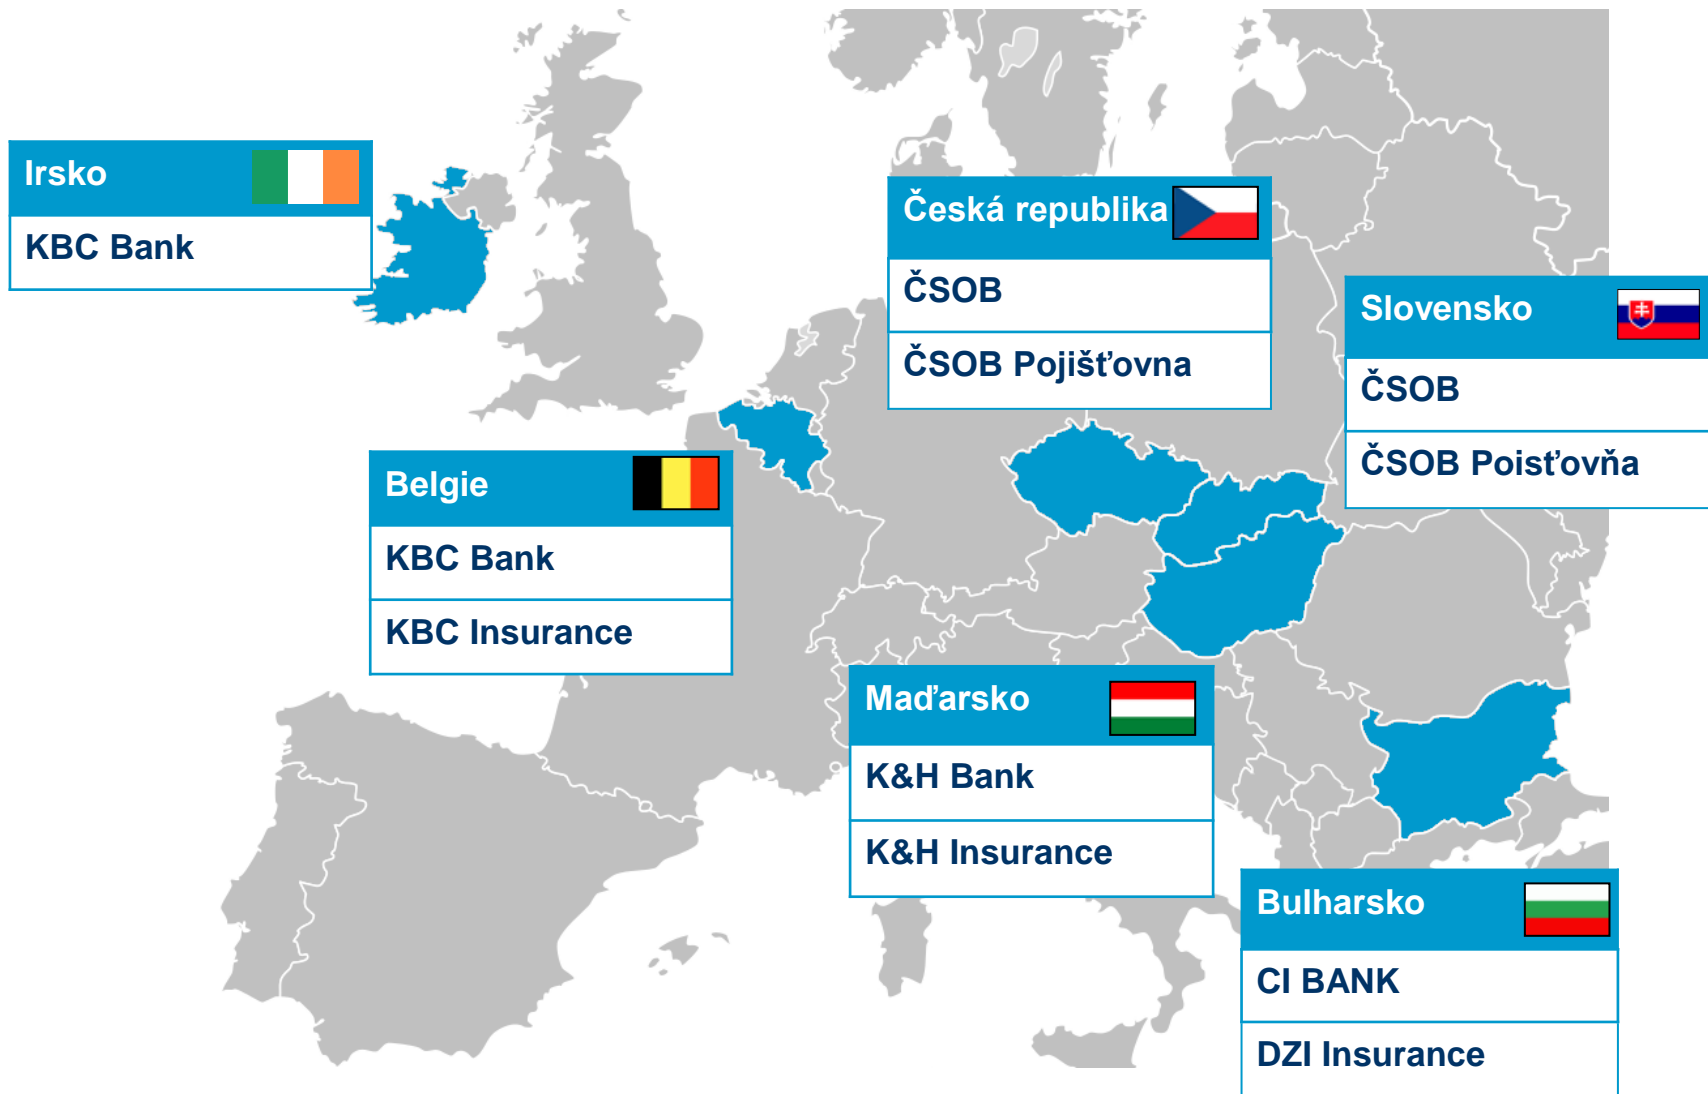 Irsko
KBC Bank
Česká republika
ČSOB
ČSOB Pojišťovna
Slovensko
ČSOB
ČSOB Poisťovňa
Belgie
KBC Bank
KBC Insurance
Maďarsko
K&H Bank
K&H Insurance
Bulharsko
CI BANK
DZI Insurance